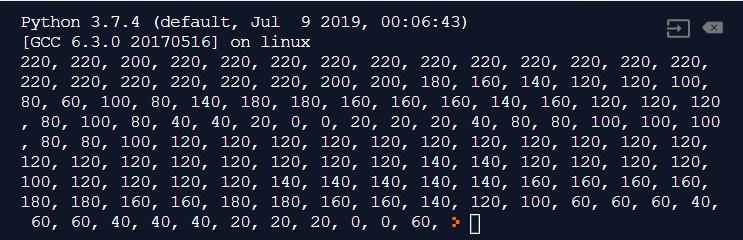 Python 3.7.4 (default, Jul  9 2019, 00:06:43)
[GCC 6.3.0 20170516] on linux
220, 220, 200, 220, 220, 220, 220, 220, 220, 220, 220, 220, 220, 220,
220, 220, 220, 220, 220, 220, 200, 200, 180, 160, 140, 120, 120, 100,
80, 60, 100, 80, 140, 180, 180, 160, 160, 160, 140, 160, 120, 120, 120
, 80, 100, 80, 40, 40, 20, 0, 0, 20, 20, 20, 40, 80, 80, 100, 100, 100
, 80, 80, 100, 120, 120, 120, 120, 120, 120, 120, 120, 120, 120, 120,
120, 120, 120, 120, 120, 120, 120, 120, 140, 140, 120, 120, 120, 120,
100, 120, 120, 120, 120, 140, 140, 140, 140, 140, 140, 160, 160, 160,
180, 180, 160, 160, 160, 180, 180, 160, 160, 140, 120, 100, 60, 60, 60, 40,
60, 60, 40, 40, 40, 20, 20, 20, 0, 0, 60, >